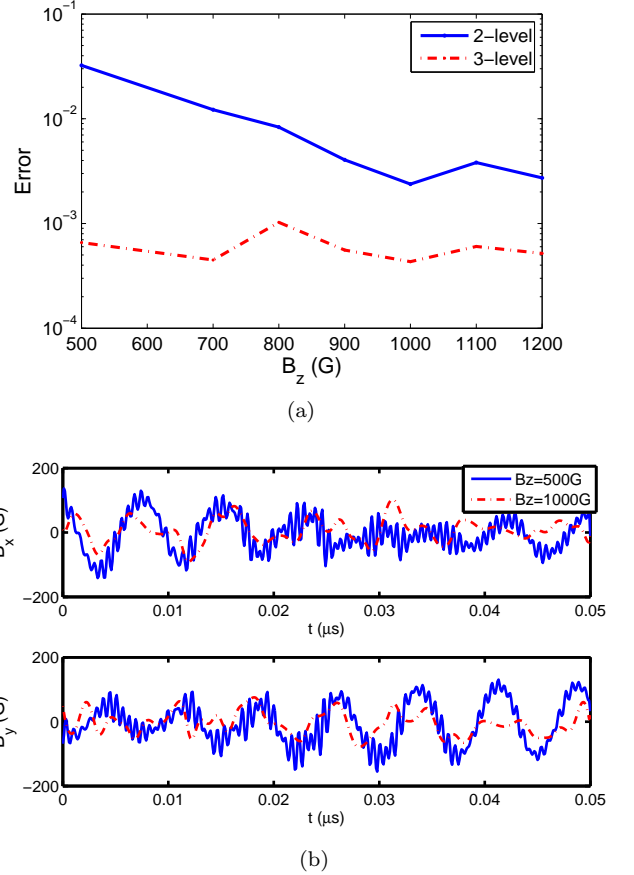 10^{-1}
2−level
3−level
10^{-2}
Error
10^{-3}
10^{-4}
500 600 700 800 900 1000 1100 1200
B_z (G)
(a)
200
Bz=500G
Bz=1000G
B_x (G)
0
−200
0 0.01 0.02 0.03 0.04 0.05
t (μs)
200
B_y (G)
0
−200
0 0.01 0.02 0.03 0.04 0.05
t (μs)
(b)